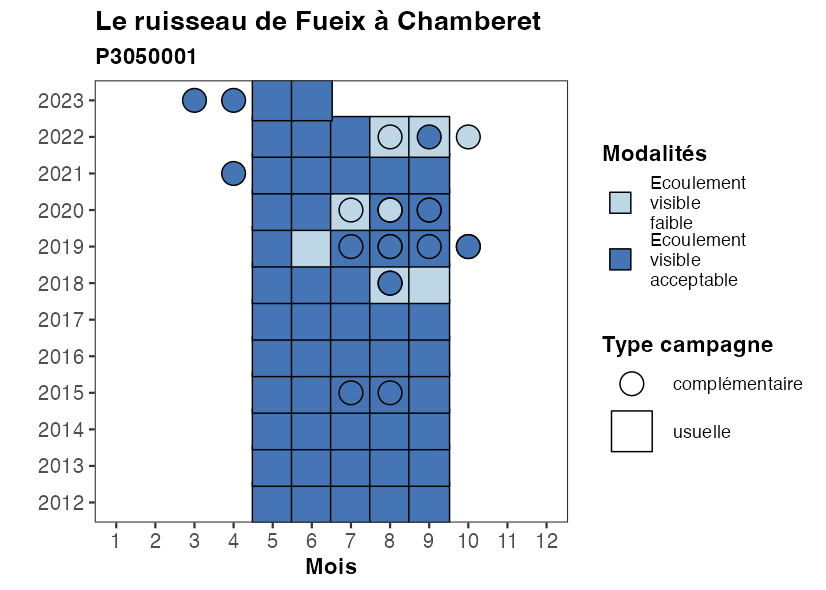 Le ruisseau de Fueix à Chamberet
P3050001
2023
2022
2021
2020
2019
2018
2017
2016
2015
2014
2013
2012
1 2 3 4 5 6 7 8 9 10 11 12
Mois
Modalités
Ecoulement
visible
faible
Ecoulement
visible
acceptable
Type campagne
complémentaire
usuelle